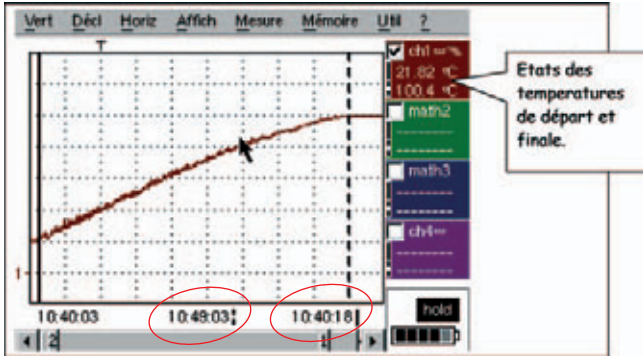 Vert Décl Horiz Affich Mesure Mémoire Util ?
T
ch1
21.82 °C
100.4 °C
math2
--------
--------
math3
--------
--------
ch4
--------
--------
Etats des
temperatures
de départ et
finale.
1
10:40:03 10:49:03 10:40:18
hold
2